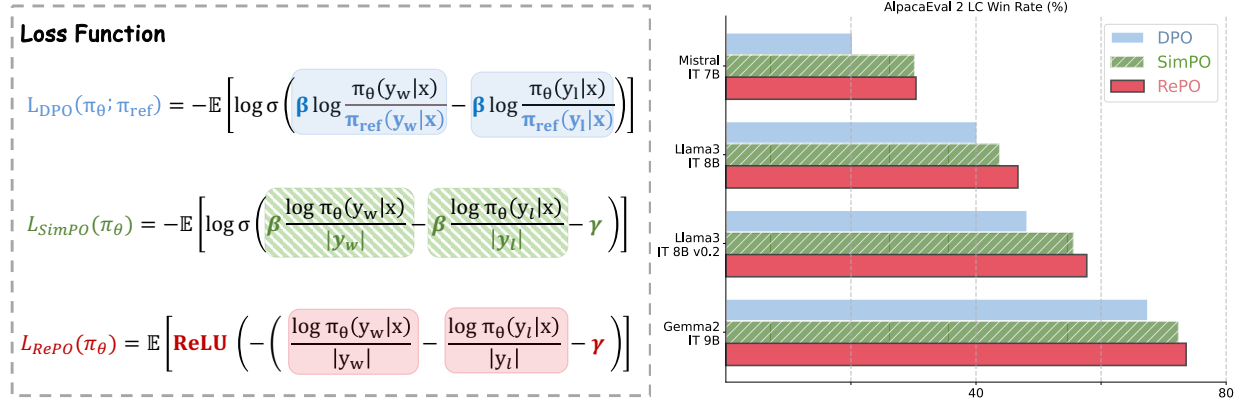 Loss Function
L_DPO(π_θ; π_ref) = −𝔼 [log σ (β log π_θ(y_w|x) / π_ref(y_w|x) − β log π_θ(y_l|x) / π_ref(y_l|x))]
L_SimPO(π_θ) = −𝔼 [log σ (β log π_θ(y_w|x) / |y_w| − β log π_θ(y_l|x) / |y_l| − γ)]
L_RePO(π_θ) = 𝔼 [ReLU (−( log π_θ(y_w|x) / |y_w| − log π_θ(y_l|x) / |y_l| − γ)]
AlpacaEval 2 LC Win Rate (%)
DPO
SimPO
RePO
Mistral
IT 7B
Llama3
IT 8B
Llama3
IT 8B v0.2
Gemma2
IT 9B
40
80